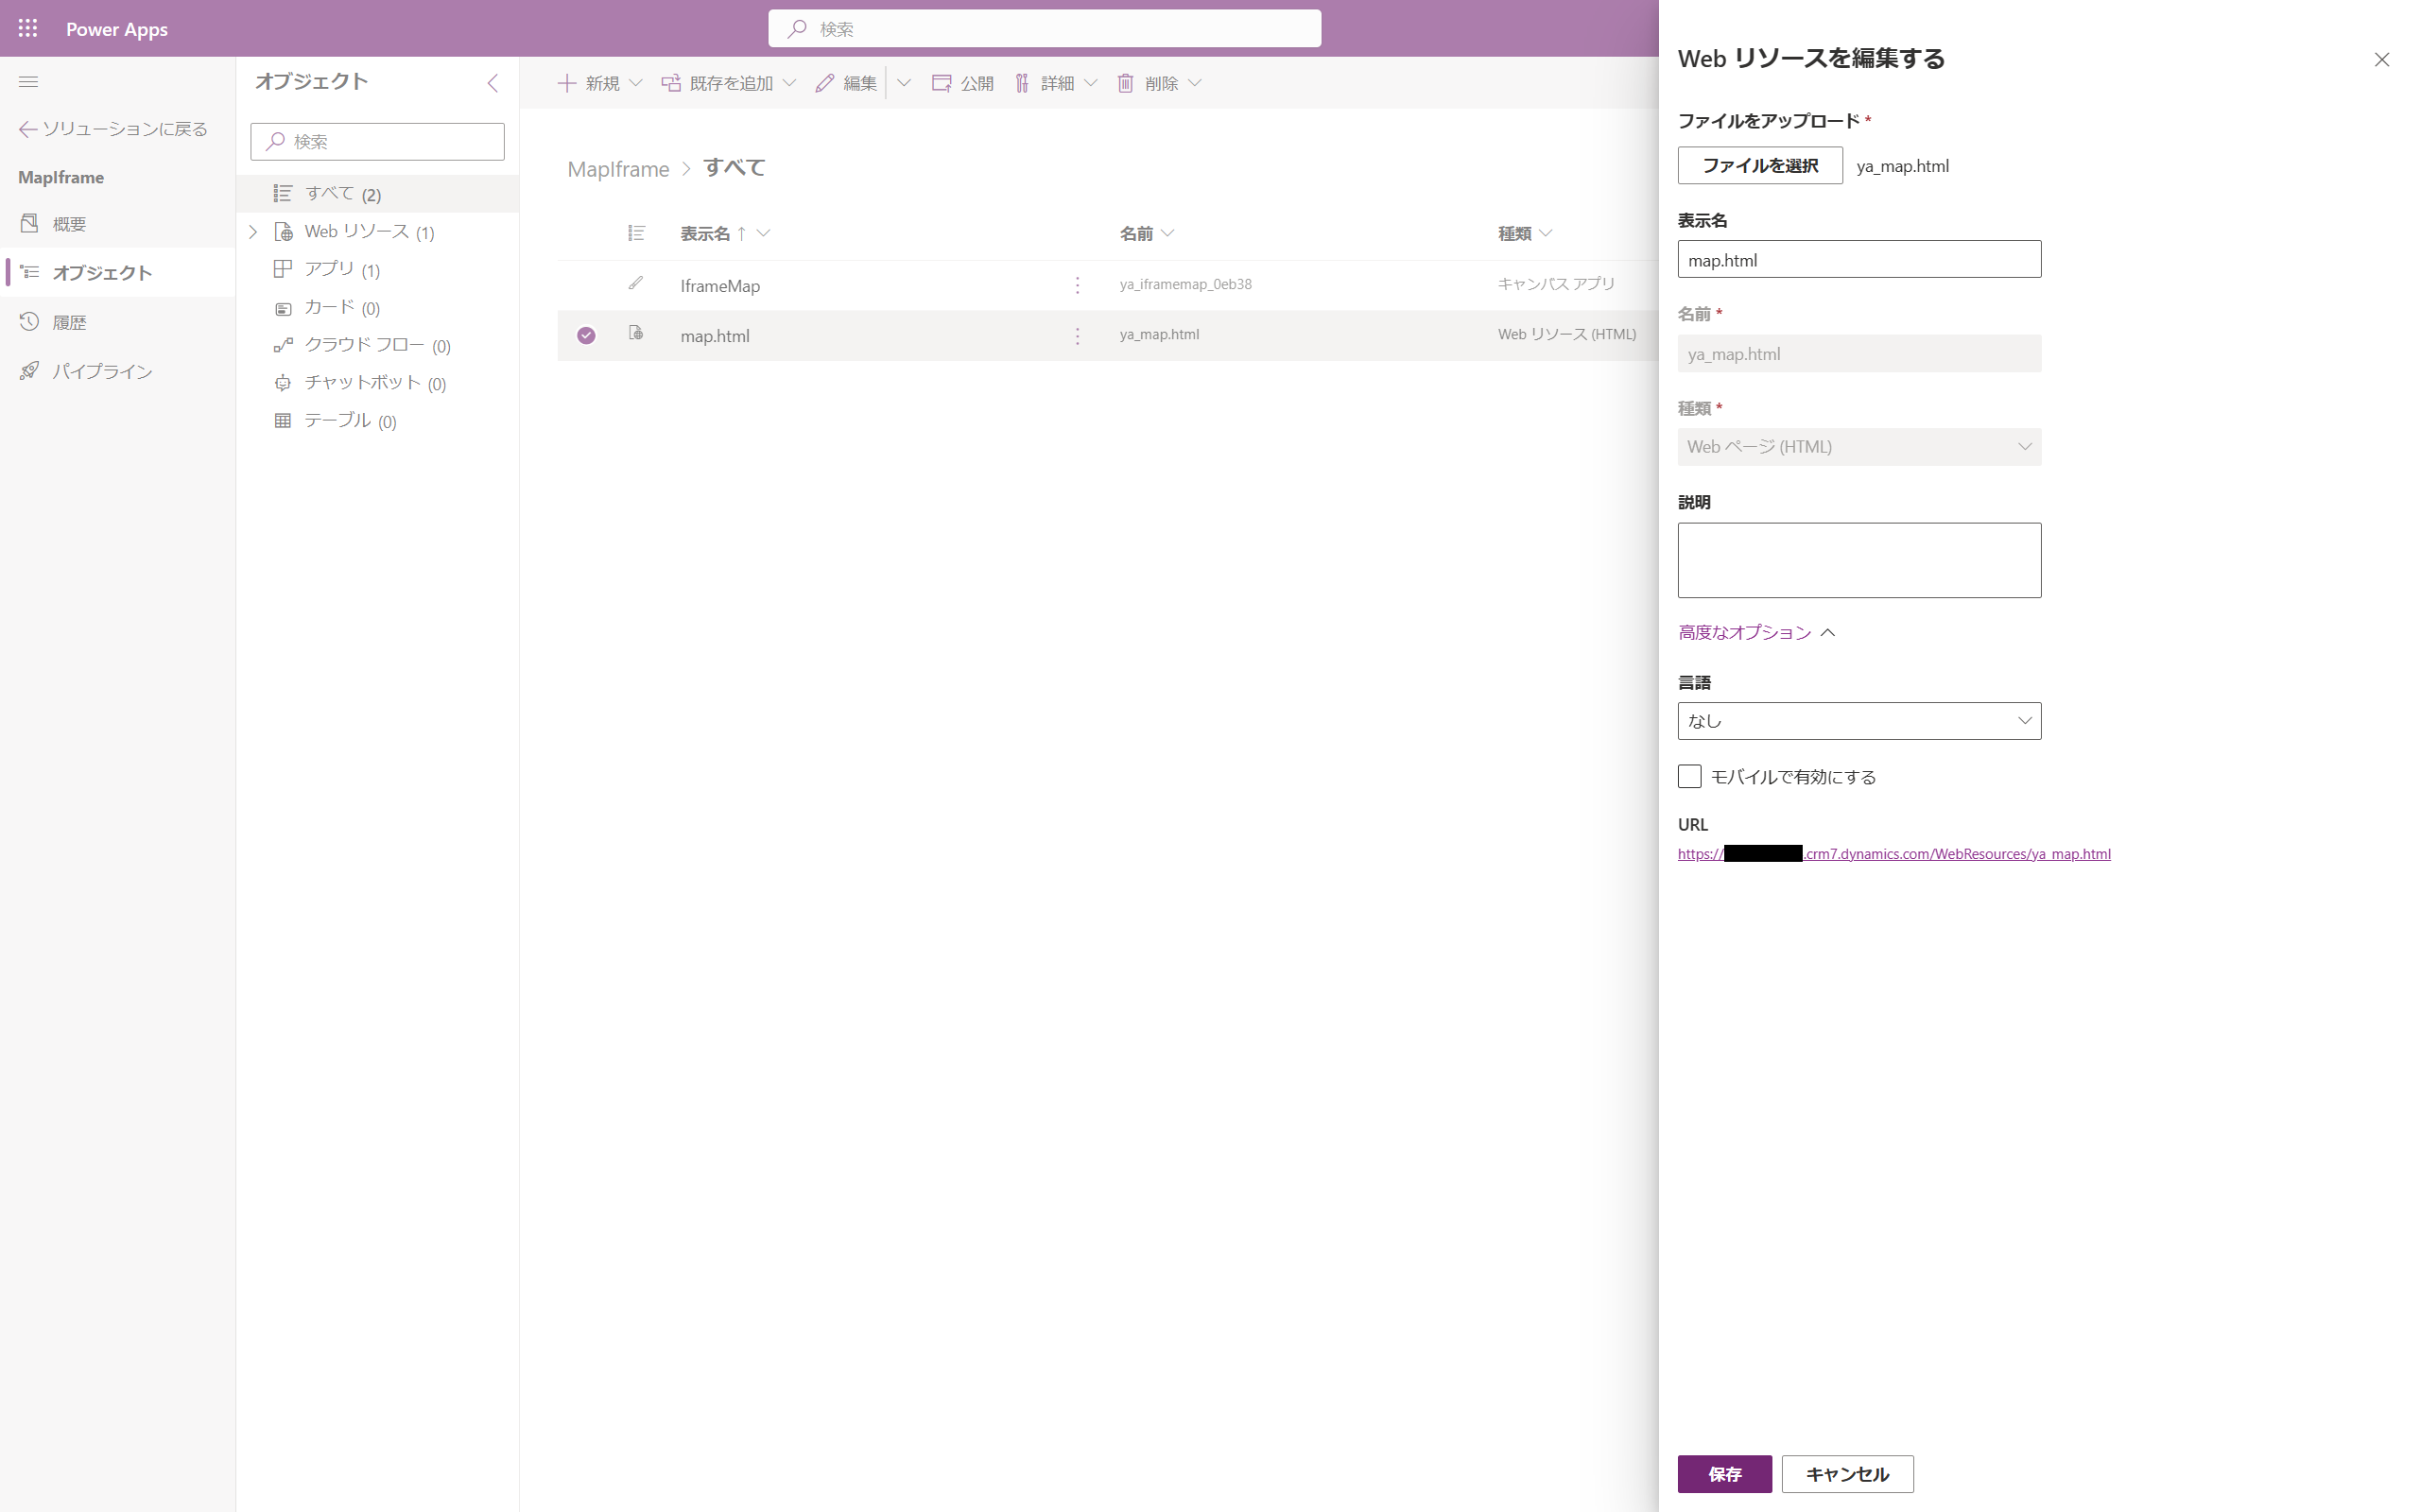 Power Apps
検索
ソリューションに戻る
MapIframe
概要
オブジェクト
履歴
パイプライン
オブジェクト
検索
すべて (2)
Web リソース (1)
アプリ (1)
カード (0)
クラウド フロー (0)
チャットボット (0)
テーブル (0)
新規 既存を追加 編集 公開 詳細 削除
MapIframe すべて
表示名 ↑ 名前 種類
IframeMap ya_iframemap_0eb38 キャンバス アプリ
map.html ya_map.html Web リソース (HTML)
Web リソースを編集する
ファイルをアップロード *
ファイルを選択 ya_map.html
表示名
map.html
名前 *
ya_map.html
種類 *
Web ページ (HTML)
説明
高度なオプション
言語
なし
モバイルで有効にする
URL
https:// .crm7.dynamics.com/WebResources/ya_map.html
保存 キャンセル